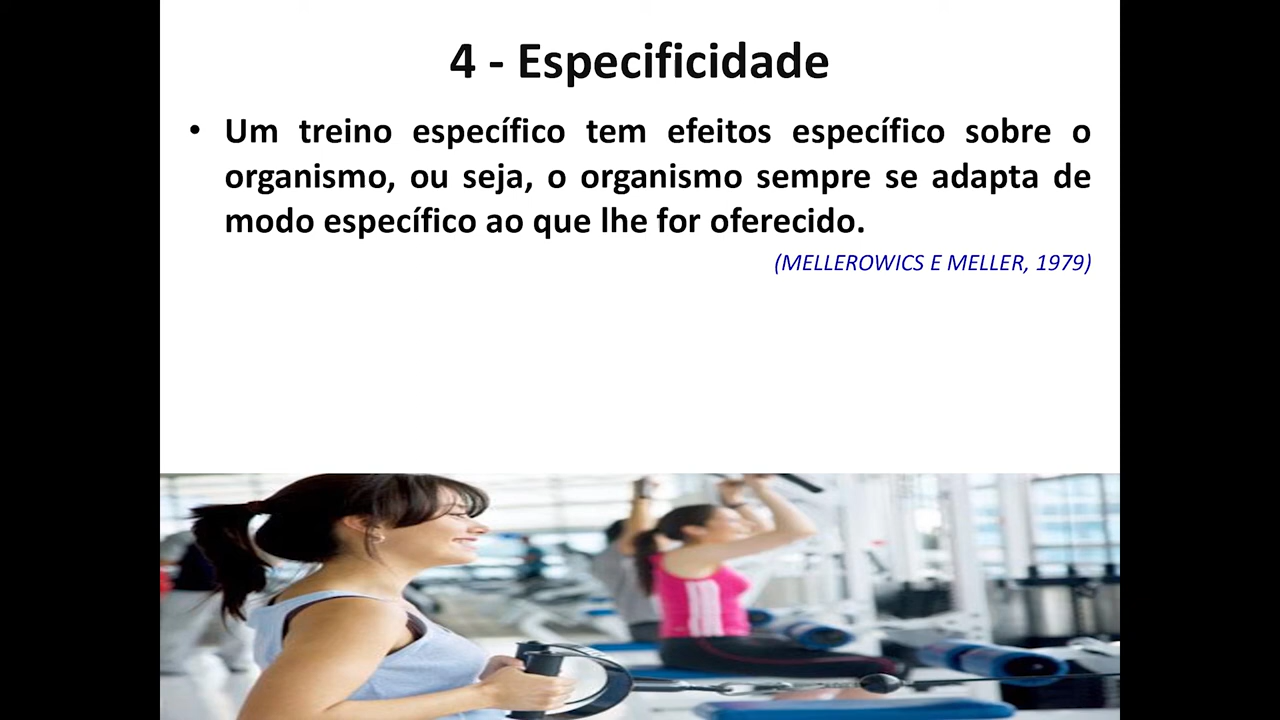 4 - Especificidade
• Um treino específico tem efeitos específico sobre o
organismo, ou seja, o organismo sempre se adapta de
modo específico ao que lhe for oferecido.
(MELLEROWICS E MELLER, 1979)